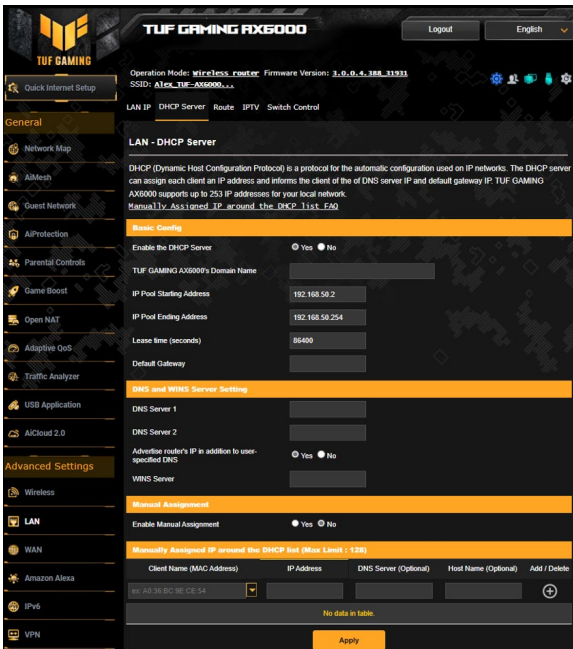 TUF GAMING AX6000
Logout
English
TUF GAMING
Operation Mode: Wireless router Firmware Version: 3.0.0.4.388_31931
SSID: Alex_TUF-AX6000...
Quick Internet Setup
General
Network Map
AiMesh
Guest Network
AiProtection
Parental Controls
Game Boost
Open NAT
Adaptive QoS
Traffic Analyzer
USB Application
AiCloud 2.0
Advanced Settings
Wireless
LAN
WAN
Amazon Alexa
IPv6
VPN
LAN IP DHCP Server Route IPTV Switch Control
LAN - DHCP Server
DHCP (Dynamic Host Configuration Protocol) is a protocol for the automatic configuration used on IP networks. The DHCP server
can assign each client an IP address and informs the client of the of DNS server IP and default gateway IP. TUF GAMING
AX6000 supports up to 253 IP addresses for your local network.
Manually Assigned IP around the DHCP list FAQ
Basic Config
Enable the DHCP Server Yes No
TUF GAMING AX6000's Domain Name
IP Pool Starting Address 192.168.50.2
IP Pool Ending Address 192.168.50.254
Lease time (seconds) 86400
Default Gateway
DNS and WINS Server Setting
DNS Server 1
DNS Server 2
Advertise router's IP in addition to user-
specified DNS Yes No
WINS Server
Manual Assignment
Enable Manual Assignment Yes No
Manually Assigned IP around the DHCP list (Max Limit : 128)
Client Name (MAC Address) IP Address DNS Server (Optional) Host Name (Optional) Add / Delete
ex: A0:36:BC:9E:CE:54
No data in table.
Apply